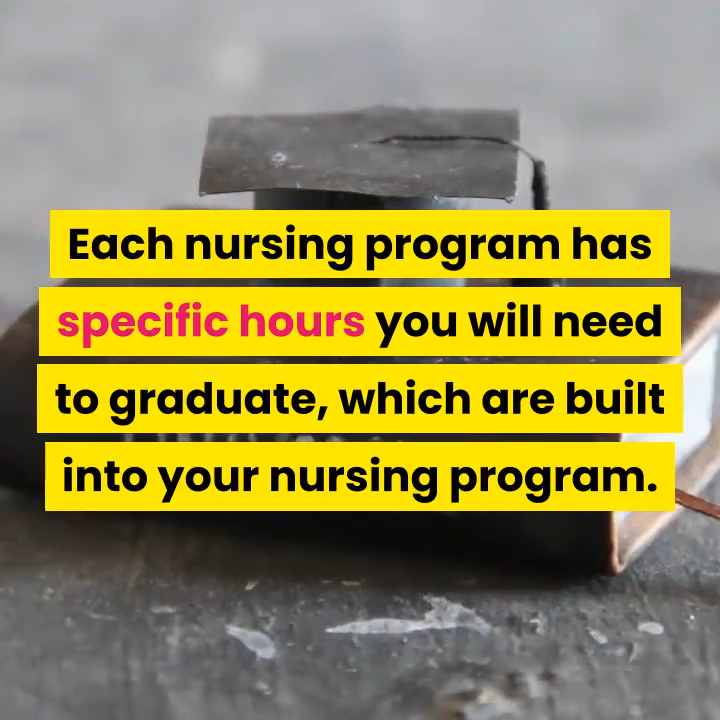 Each nursing program has
specific hours you will need
to graduate, which are built
into your nursing program.